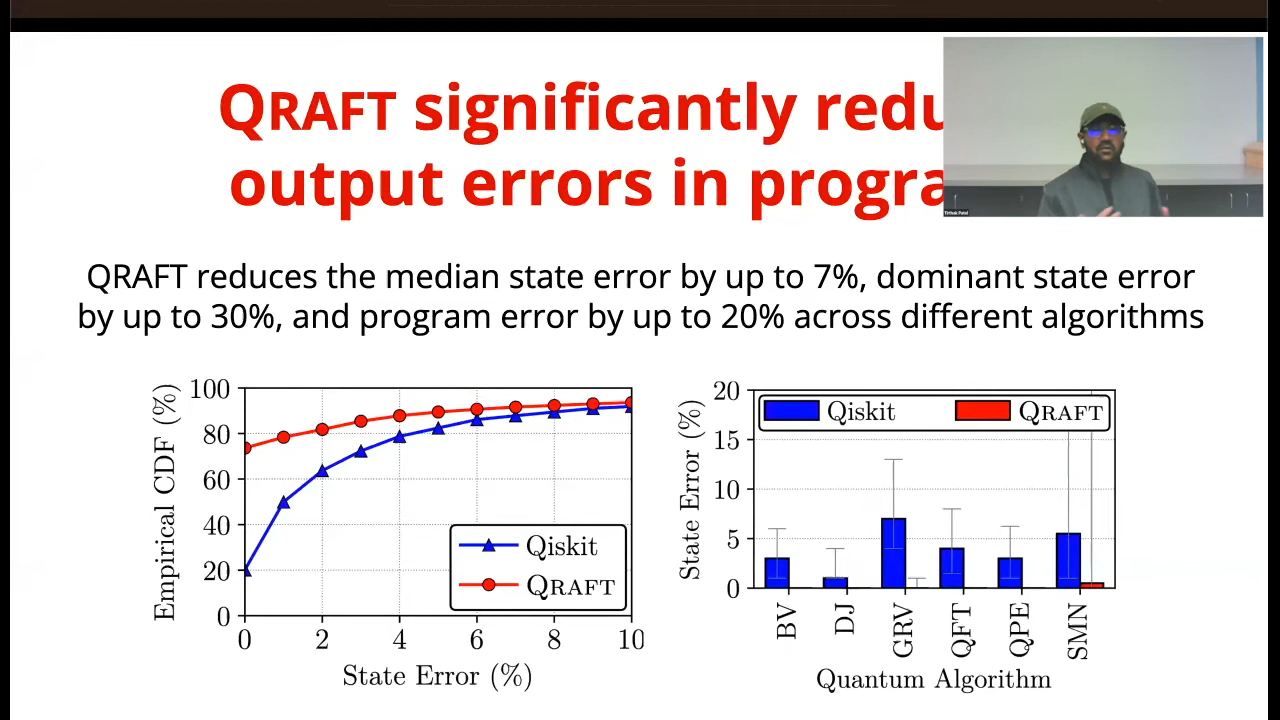 QRAFT significantly redu
output errors in progra
Tirthak Patel
QRAFT reduces the median state error by up to 7%, dominant state error
by up to 30%, and program error by up to 20% across different algorithms
100
80
60
40
20
0
Empirical CDF (%)
Qiskit
QRAFT
0 2 4 6 8 10
State Error (%)
20
15
10
5
0
State Error (%)
Qiskit QRAFT
BV DJ GRV QFT QPE SMN
Quantum Algorithm